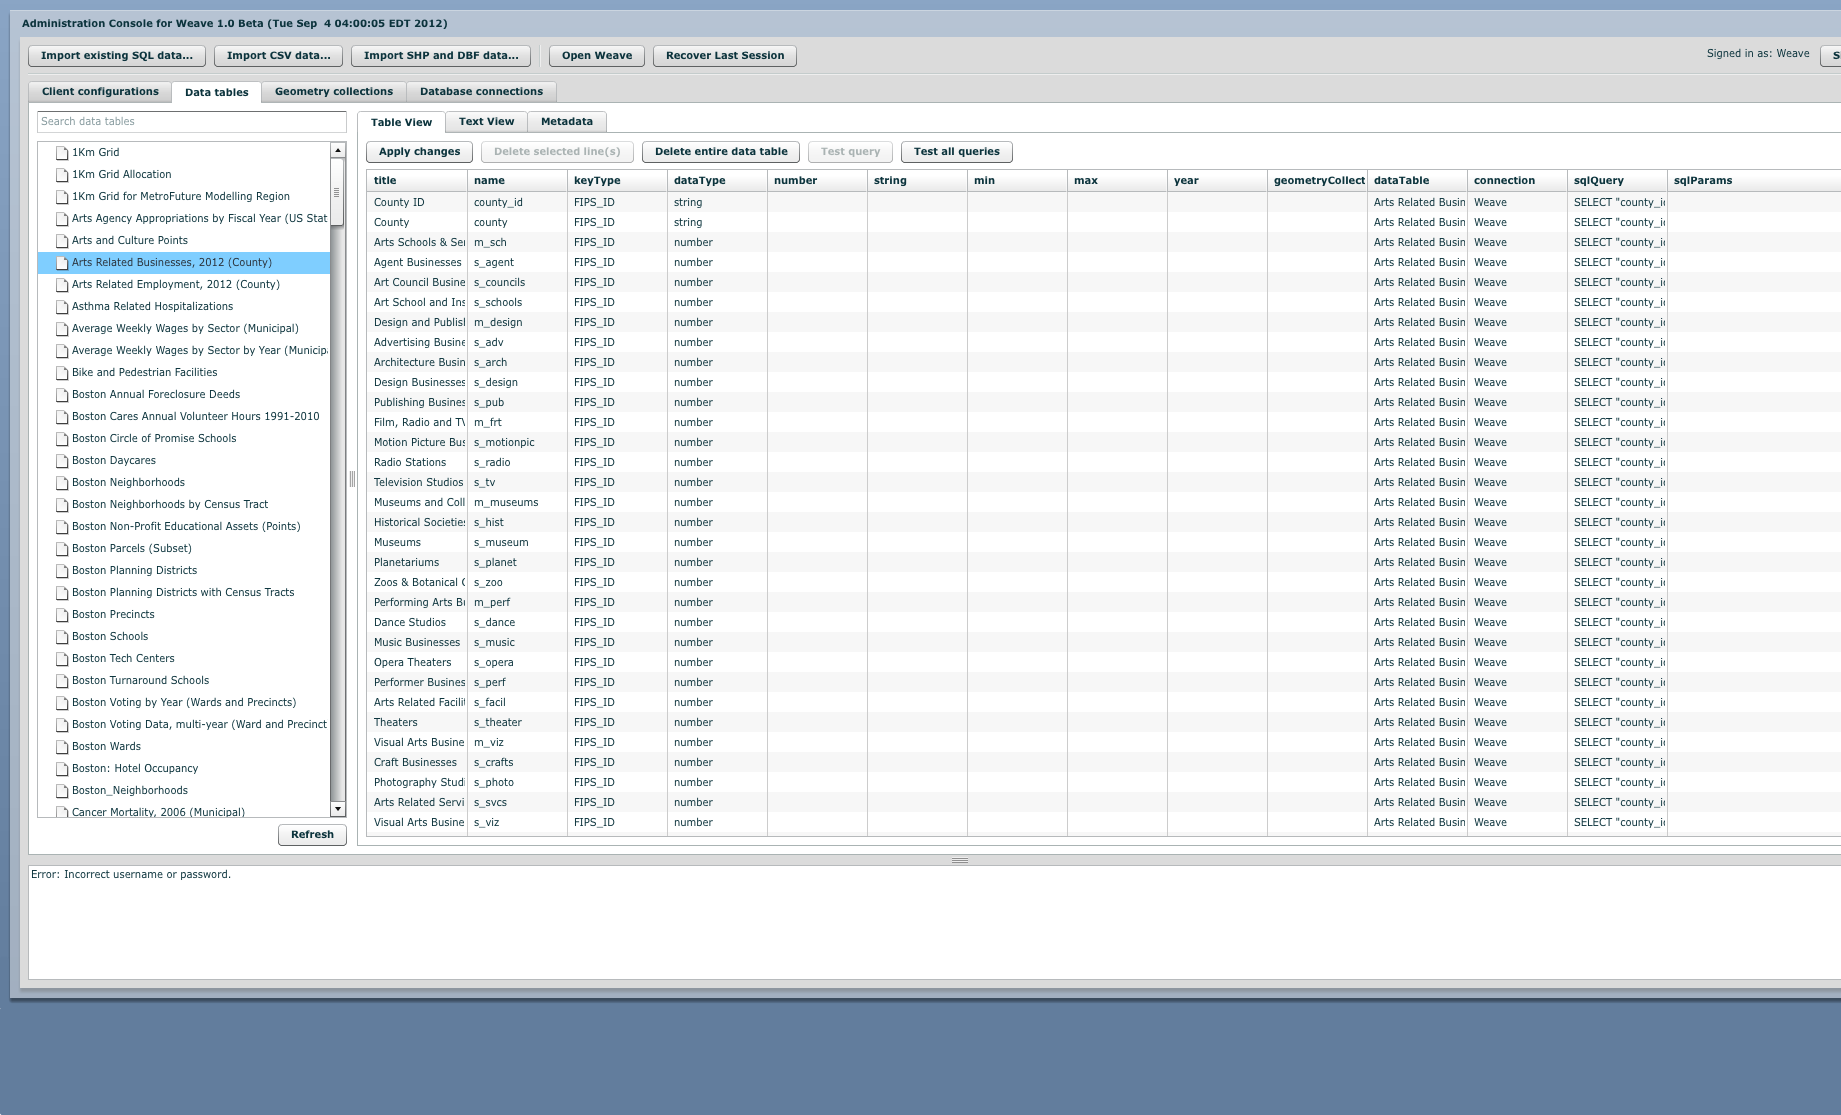 Administration Console for Weave 1.0 Beta (Tue Sep  4 04:00:05 EDT 2012)
Import existing SQL data... Import CSV data... Import SHP and DBF data... Open Weave Recover Last Session Signed in as: Weave
Client configurations Data tables Geometry collections Database connections
Search data tables
1Km Grid
1Km Grid Allocation
1Km Grid for MetroFuture Modelling Region
Arts Agency Appropriations by Fiscal Year (US Stat
Arts and Culture Points
Arts Related Businesses, 2012 (County)
Arts Related Employment, 2012 (County)
Asthma Related Hospitalizations
Average Weekly Wages by Sector (Municipal)
Average Weekly Wages by Sector by Year (Municip
Bike and Pedestrian Facilities
Boston Annual Foreclosure Deeds
Boston Cares Annual Volunteer Hours 1991-2010
Boston Circle of Promise Schools
Boston Daycares
Boston Neighborhoods
Boston Neighborhoods by Census Tract
Boston Non-Profit Educational Assets (Points)
Boston Parcels (Subset)
Boston Planning Districts
Boston Planning Districts with Census Tracts
Boston Precincts
Boston Schools
Boston Tech Centers
Boston Turnaround Schools
Boston Voting by Year (Wards and Precincts)
Boston Voting Data, multi-year (Ward and Precinct
Boston Wards
Boston: Hotel Occupancy
Boston_Neighborhoods
Cancer Mortality, 2006 (Municipal)
Refresh
Table View Text View Metadata
Apply changes Delete selected line(s) Delete entire data table Test query Test all queries
title name keyType dataType number string min max year geometryCollect dataTable connection sqlQuery sqlParams
County ID county_id FIPS_ID string Arts Related Busin Weave SELECT "county_i
County county FIPS_ID string Arts Related Busin Weave SELECT "county_i
Arts Schools & Se m_sch FIPS_ID number Arts Related Busin Weave SELECT "county_i
Agent Businesses s_agent FIPS_ID number Arts Related Busin Weave SELECT "county_i
Art Council Busine s_councils FIPS_ID number Arts Related Busin Weave SELECT "county_i
Art School and Ins s_schools FIPS_ID number Arts Related Busin Weave SELECT "county_i
Design and Publis m_design FIPS_ID number Arts Related Busin Weave SELECT "county_i
Advertising Busine s_adv FIPS_ID number Arts Related Busin Weave SELECT "county_i
Architecture Busin s_arch FIPS_ID number Arts Related Busin Weave SELECT "county_i
Design Businesses s_design FIPS_ID number Arts Related Busin Weave SELECT "county_i
Publishing Busines s_pub FIPS_ID number Arts Related Busin Weave SELECT "county_i
Film, Radio and TV m_frt FIPS_ID number Arts Related Busin Weave SELECT "county_i
Motion Picture Bus s_motionpic FIPS_ID number Arts Related Busin Weave SELECT "county_i
Radio Stations s_radio FIPS_ID number Arts Related Busin Weave SELECT "county_i
Television Studios s_tv FIPS_ID number Arts Related Busin Weave SELECT "county_i
Museums and Coll m_museums FIPS_ID number Arts Related Busin Weave SELECT "county_i
Historical Societies s_hist FIPS_ID number Arts Related Busin Weave SELECT "county_i
Museums s_museum FIPS_ID number Arts Related Busin Weave SELECT "county_i
Planetariums s_planet FIPS_ID number Arts Related Busin Weave SELECT "county_i
Zoos & Botanical G s_zoo FIPS_ID number Arts Related Busin Weave SELECT "county_i
Performing Arts Bu m_perf FIPS_ID number Arts Related Busin Weave SELECT "county_i
Dance Studios s_dance FIPS_ID number Arts Related Busin Weave SELECT "county_i
Music Businesses s_music FIPS_ID number Arts Related Busin Weave SELECT "county_i
Opera Theaters s_opera FIPS_ID number Arts Related Busin Weave SELECT "county_i
Performer Busines s_perf FIPS_ID number Arts Related Busin Weave SELECT "county_i
Arts Related Facili s_facil FIPS_ID number Arts Related Busin Weave SELECT "county_i
Theaters s_theater FIPS_ID number Arts Related Busin Weave SELECT "county_i
Visual Arts Busine m_viz FIPS_ID number Arts Related Busin Weave SELECT "county_i
Craft Businesses s_crafts FIPS_ID number Arts Related Busin Weave SELECT "county_i
Photography Studi s_photo FIPS_ID number Arts Related Busin Weave SELECT "county_i
Arts Related Servi s_svcs FIPS_ID number Arts Related Busin Weave SELECT "county_i
Visual Arts Busine s_viz FIPS_ID number Arts Related Busin Weave SELECT "county_i
Error: Incorrect username or password.